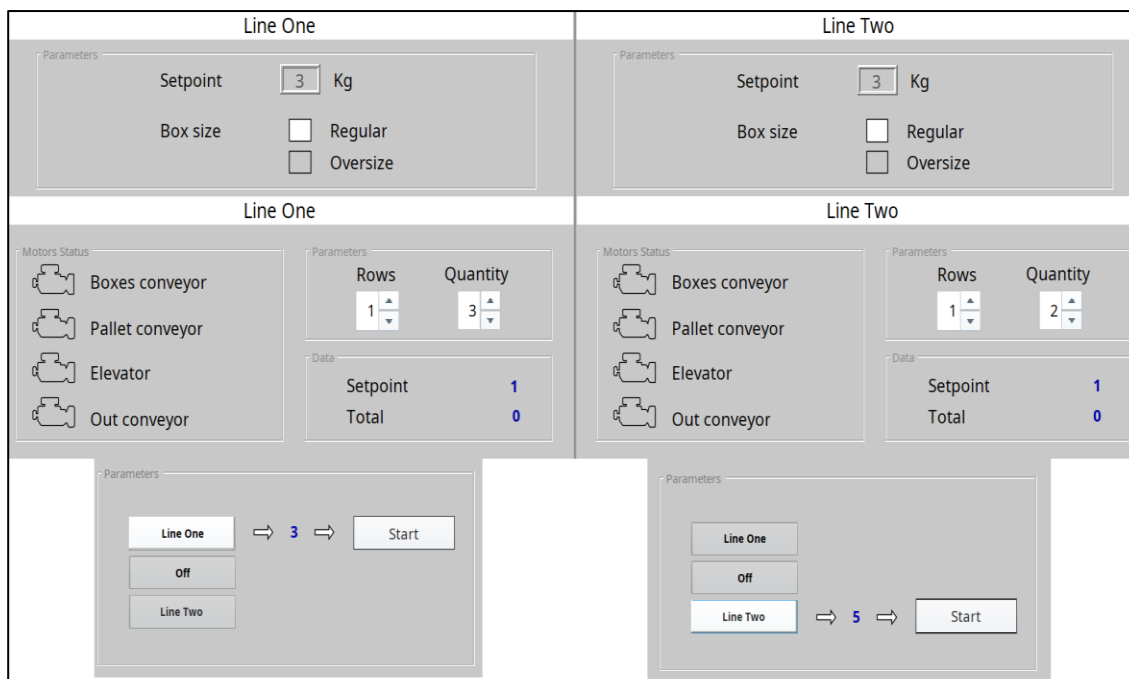 Line One
Parameters
Setpoint 3 Kg
Box size Regular
Oversize
Line Two
Parameters
Setpoint 3 Kg
Box size Regular
Oversize
Line One
Motors Status
Boxes conveyor
Pallet conveyor
Elevator
Out conveyor
Parameters
Rows Quantity
1 3
Data
Setpoint 1
Total 0
Line Two
Motors Status
Boxes conveyor
Pallet conveyor
Elevator
Out conveyor
Parameters
Rows Quantity
1 2
Data
Setpoint 1
Total 0
Parameters
Line One 3 Start
Off
Line Two
Parameters
Line One
Off
Line Two 5 Start